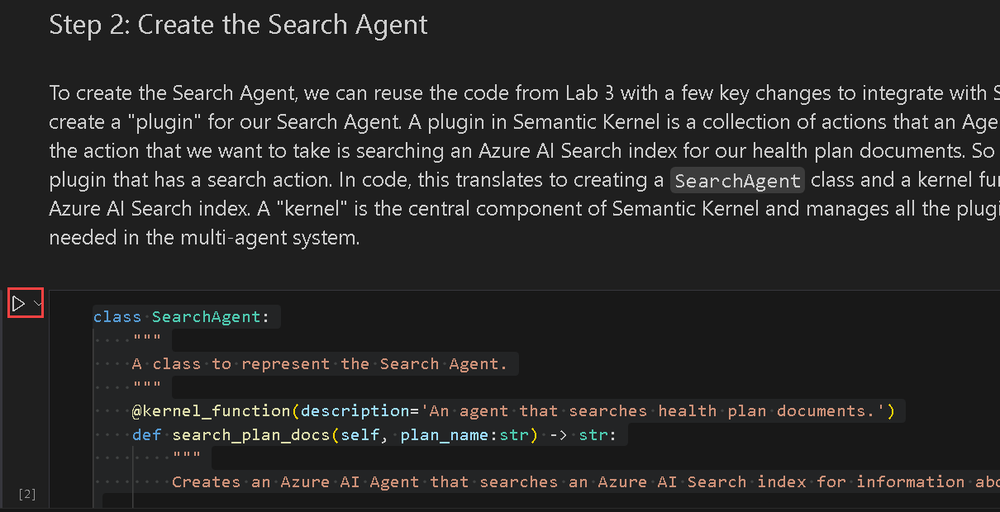 Step 2: Create the Search Agent
To create the Search Agent, we can reuse the code from Lab 3 with a few key changes to integrate with
create a "plugin" for our Search Agent. A plugin in Semantic Kernel is a collection of actions that an
the action that we want to take is searching an Azure AI Search index for our health plan documents. So
plugin that has a search action. In code, this translates to creating a SearchAgent class and a kernel
Azure AI Search index. A "kernel" is the central component of Semantic Kernel and manages all the
needed in the multi-agent system.
class SearchAgent:
"""
A class to represent the Search Agent.
"""
@kernel_function(description='An agent that searches health plan documents.')
def search_plan_docs(self, plan_name:str) -> str:
"""
Creates an Azure AI Agent that searches an Azure AI Search index for information
[2]